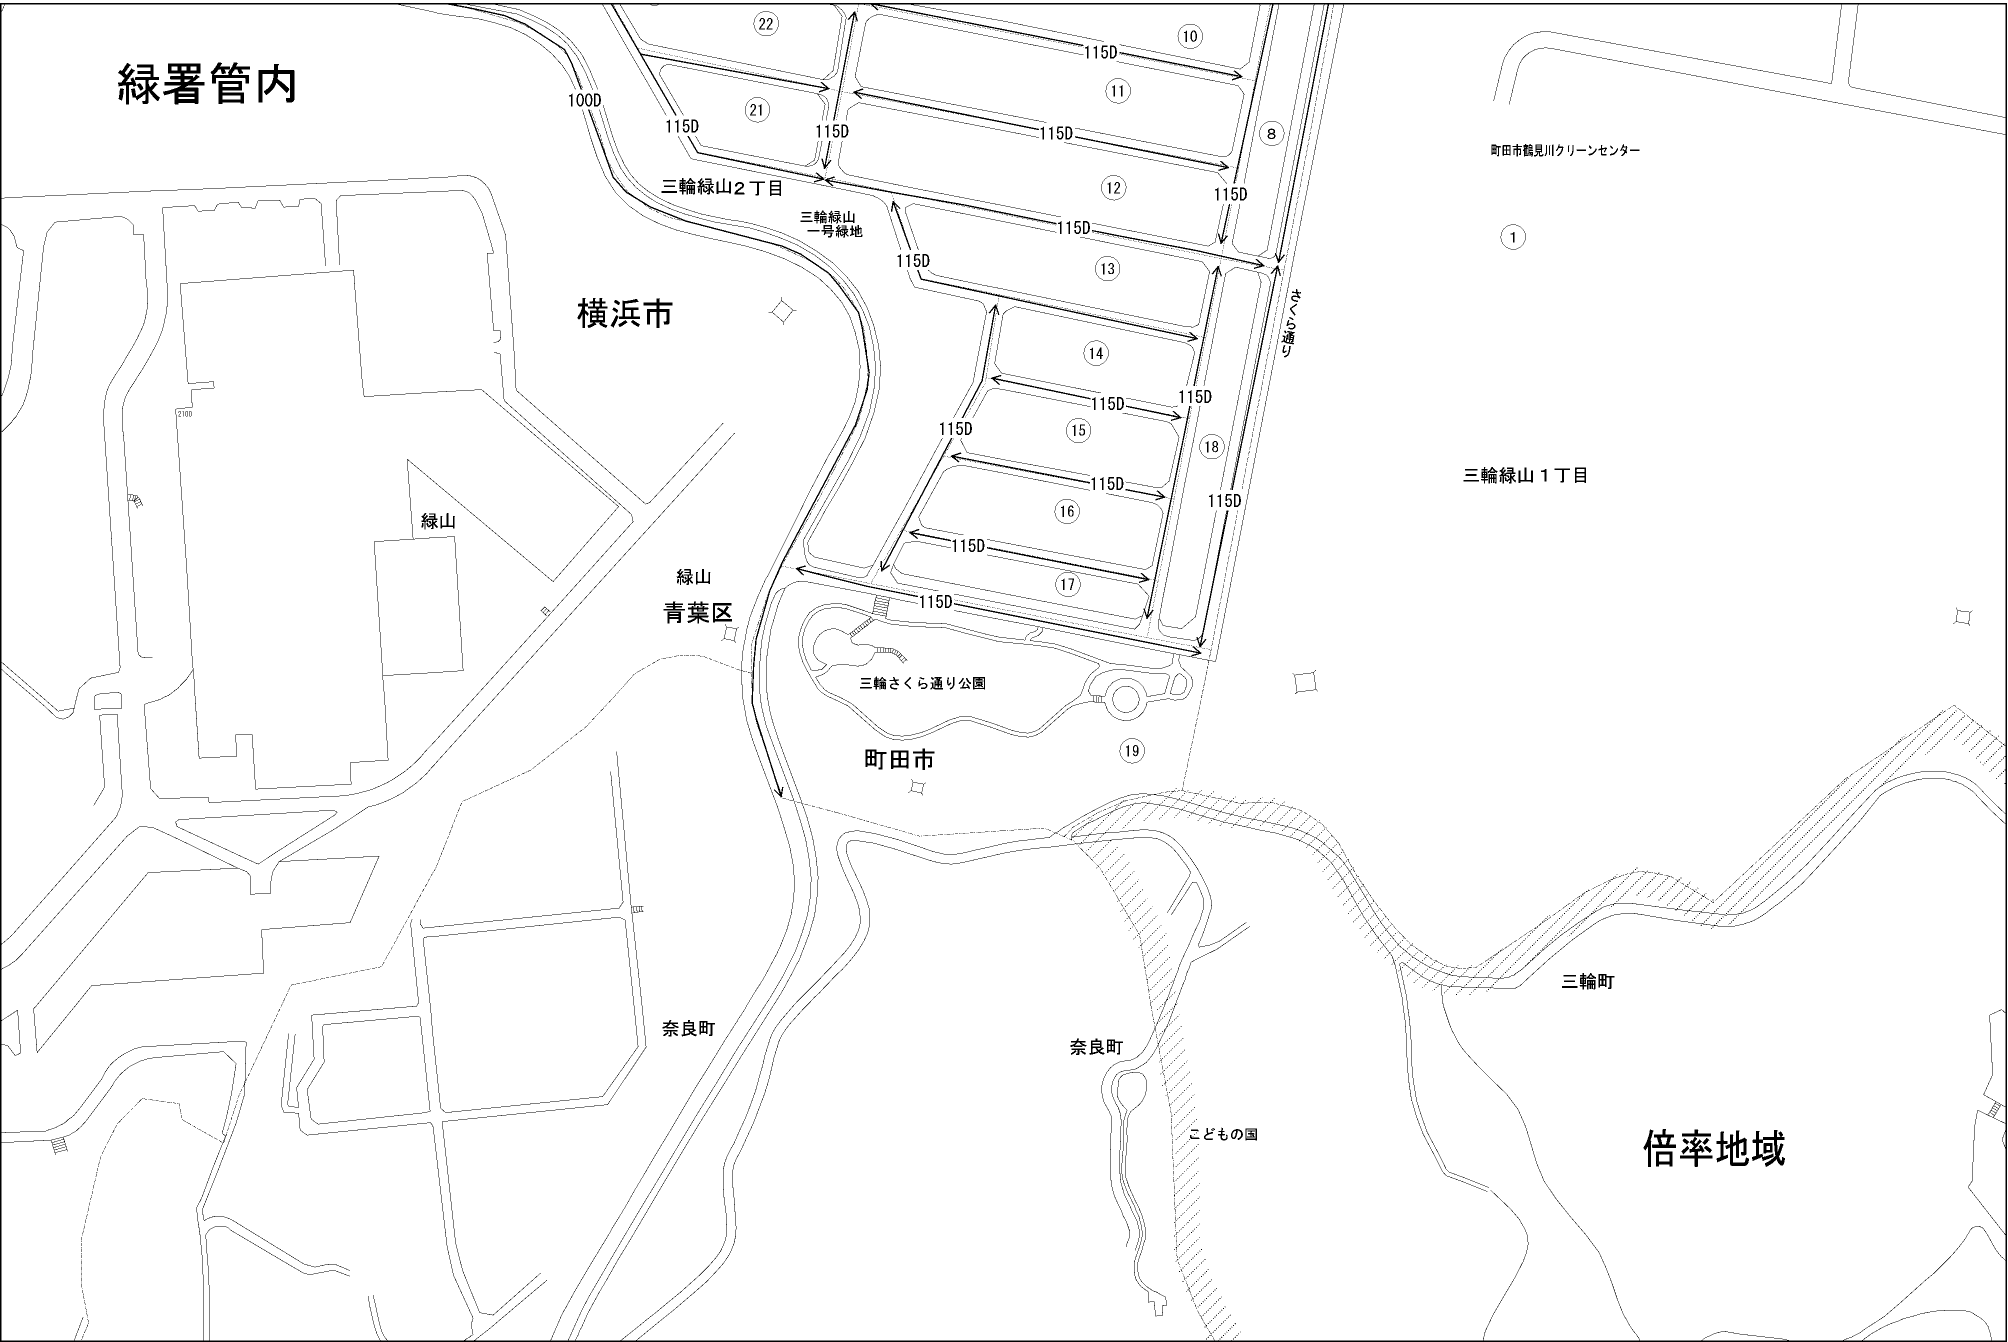 22
10
115D
緑署管内
11
100D
21
115D
115D
115D
8
町田市鶴見川クリーンセンター
三輪緑山2丁目
12
115D
三輪緑山
一号緑地
115D
1
115D
13
横浜市
さくら通り
14
115D
115D
210D
115D
15
18
三輪緑山1丁目
115D
115D
16
緑山
115D
緑山
17
青葉区
115D
三輪さくら通り公園
町田市
19
三輪町
奈良町
奈良町
こどもの国
倍率地域